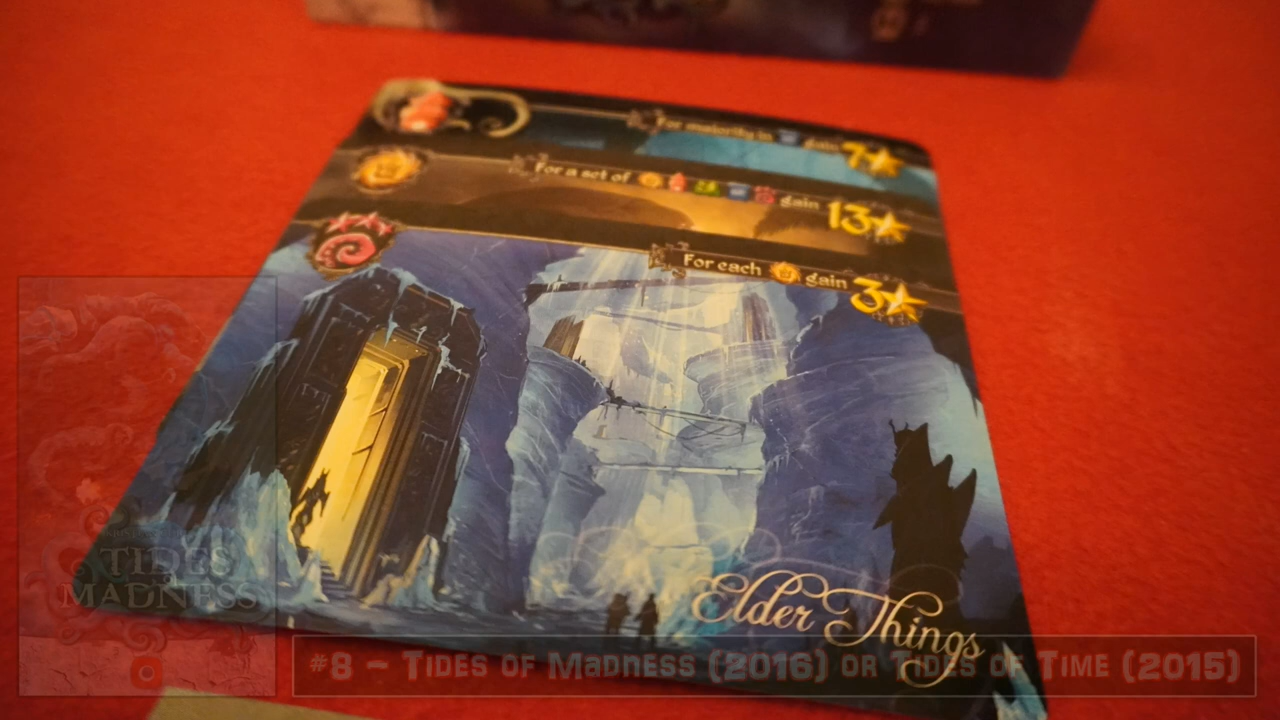 For majority in gain 7
For a set of gain 13
For each gain 3
Elder Things
TIDES
MADNESS
#8 – Tides of Madness (2016) or Tides of Time (2015)